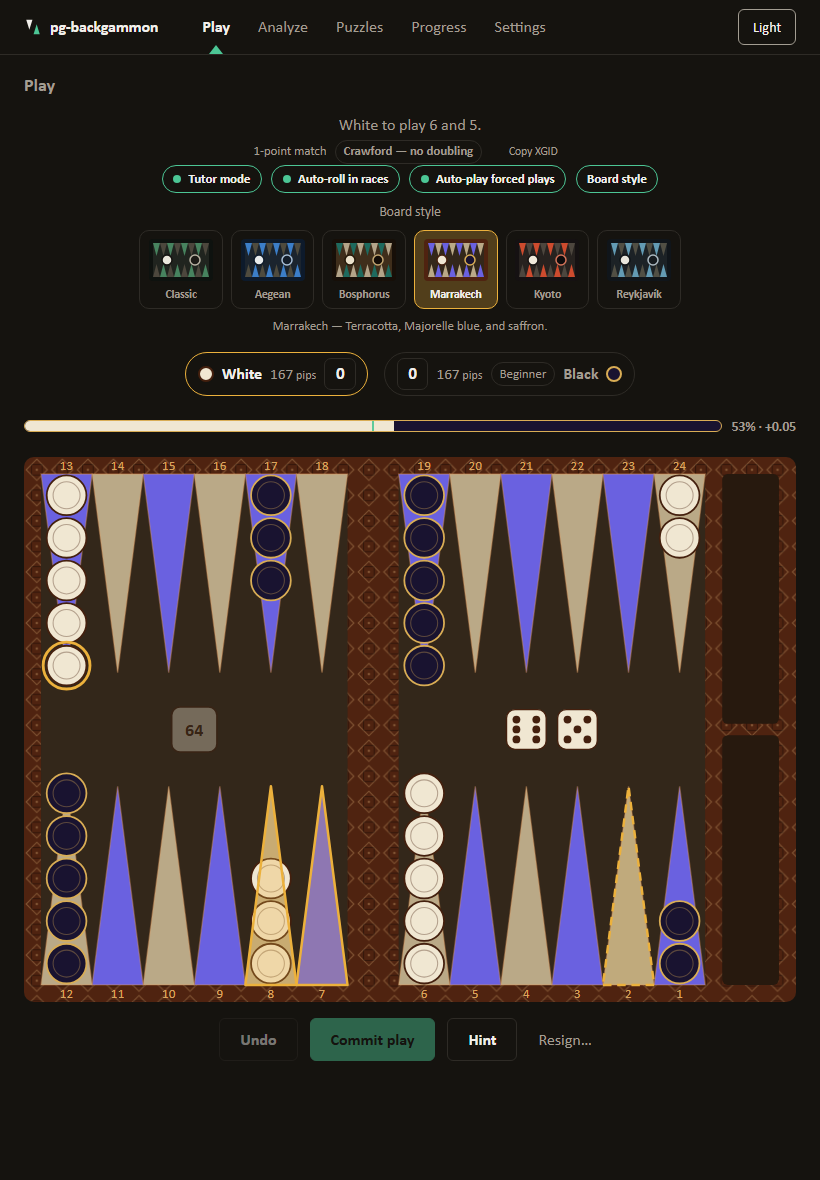 pg-backgammon Play Analyze Puzzles Progress Settings Light
Play
White to play 6 and 5.
1-point match Crawford — no doubling Copy XGID
Tutor mode Auto-roll in races Auto-play forced plays Board style
Board style
Classic Aegean Bosphorus Marrakech Kyoto Reykjavik
Marrakech — Terracotta, Majorelle blue, and saffron.
White 167 pips 0 0 167 pips Beginner Black
53% · +0.05
13 14 15 16 17 18 19 20 21 22 23 24
64
12 11 10 9 8 7 6 5 4 3 2 1
Undo Commit play Hint Resign...